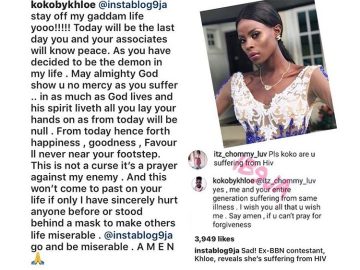 kokobykhloe @instablog9ja
stay off my gaddam life
yooo!!!!! Today will be the last
day you and your associates
will know peace. As you have
decided to be the demon in
my life . May almighty God
show u no mercy as you suffer
.. in as much as God lives and
his spirit liveth all you lay your
hands on as from today will be
null . From today hence forth
happiness , goodness , Favour
ll never near your footstep.
This is not a curse it's a prayer
against my enemy . And this
won't come to past on your
life if only I have sincerely hurt
anyone before or stood
behind a mask to make others
life miserable . @instablog9ja
go and be miserable . A M E N
🙏
itz_chommy_luv Pls koko are u
suffering from Hiv
kokobykhloe @itz_chommy_luv
yes , me and your entire
generation suffering from same
illness . I wish you all that u wish
me . Say amen , if u can't pray for
forgiveness
3,949 likes
instablog9ja Sad! Ex-BBN contestant,
Khloe, reveals she's suffering from HIV